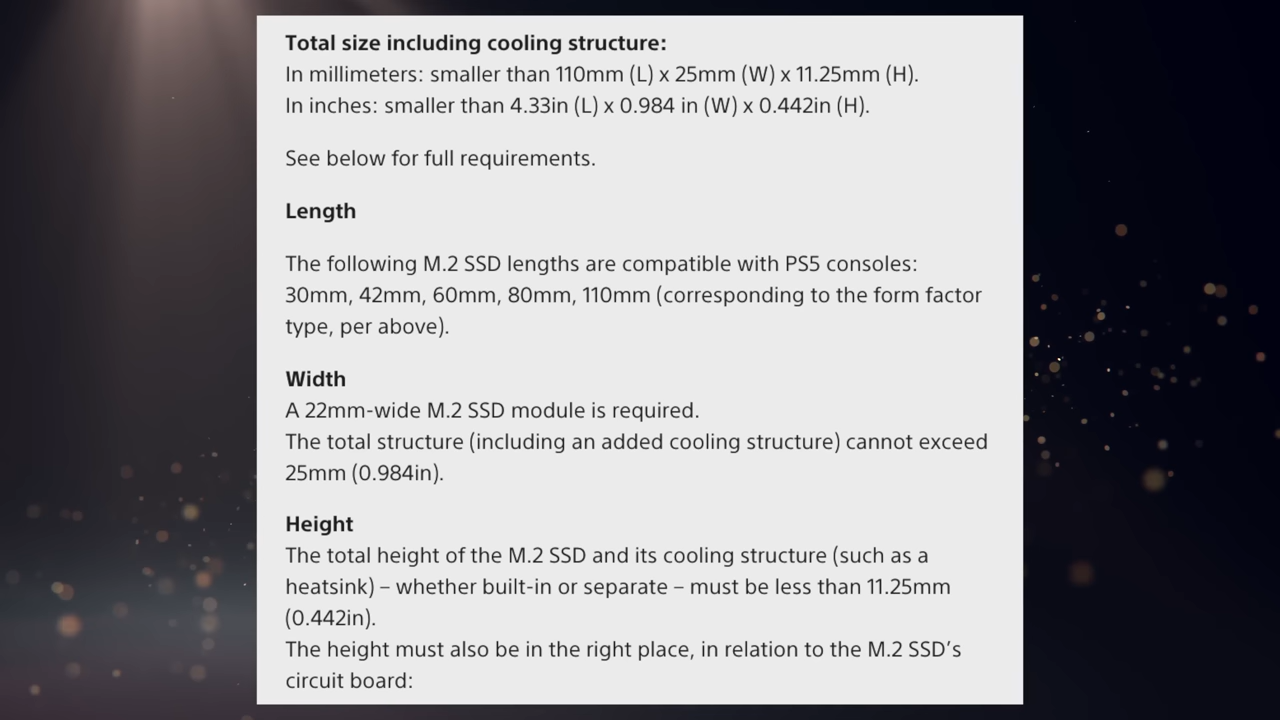 Total size including cooling structure:
In millimeters: smaller than 110mm (L) x 25mm (W) x 11.25mm (H).
In inches: smaller than 4.33in (L) x 0.984 in (W) x 0.442in (H).
See below for full requirements.
Length
The following M.2 SSD lengths are compatible with PS5 consoles:
30mm, 42mm, 60mm, 80mm, 110mm (corresponding to the form factor
type, per above).
Width
A 22mm-wide M.2 SSD module is required.
The total structure (including an added cooling structure) cannot exceed
25mm (0.984in).
Height
The total height of the M.2 SSD and its cooling structure (such as a
heatsink) – whether built-in or separate – must be less than 11.25mm
(0.442in).
The height must also be in the right place, in relation to the M.2 SSD’s
circuit board: